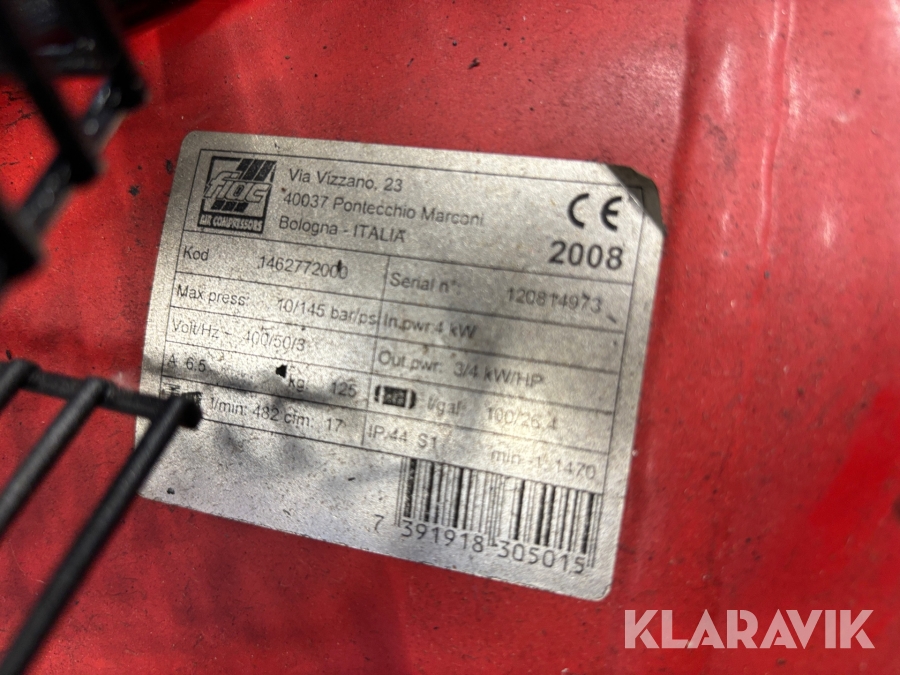 fiac
AIR COMPRESSORS
Via Vizzano, 23
40037 Pontecchio Marconi
Bologna - ITALIA
CE
2008
Kod 1462772000 Serial n°: 120814973
Max press: 10/145 bar/psi In.pwr 4 kW
Volt/Hz ~ 400/50/3 Out.pwr: 3/4 kW/HP
A 6.5 kg 125 l/gal: 100/26.4
l/min: 482 cfm: 17 IP:44 S1 min -1: 1470
7 391918 305015
KLARAVIK